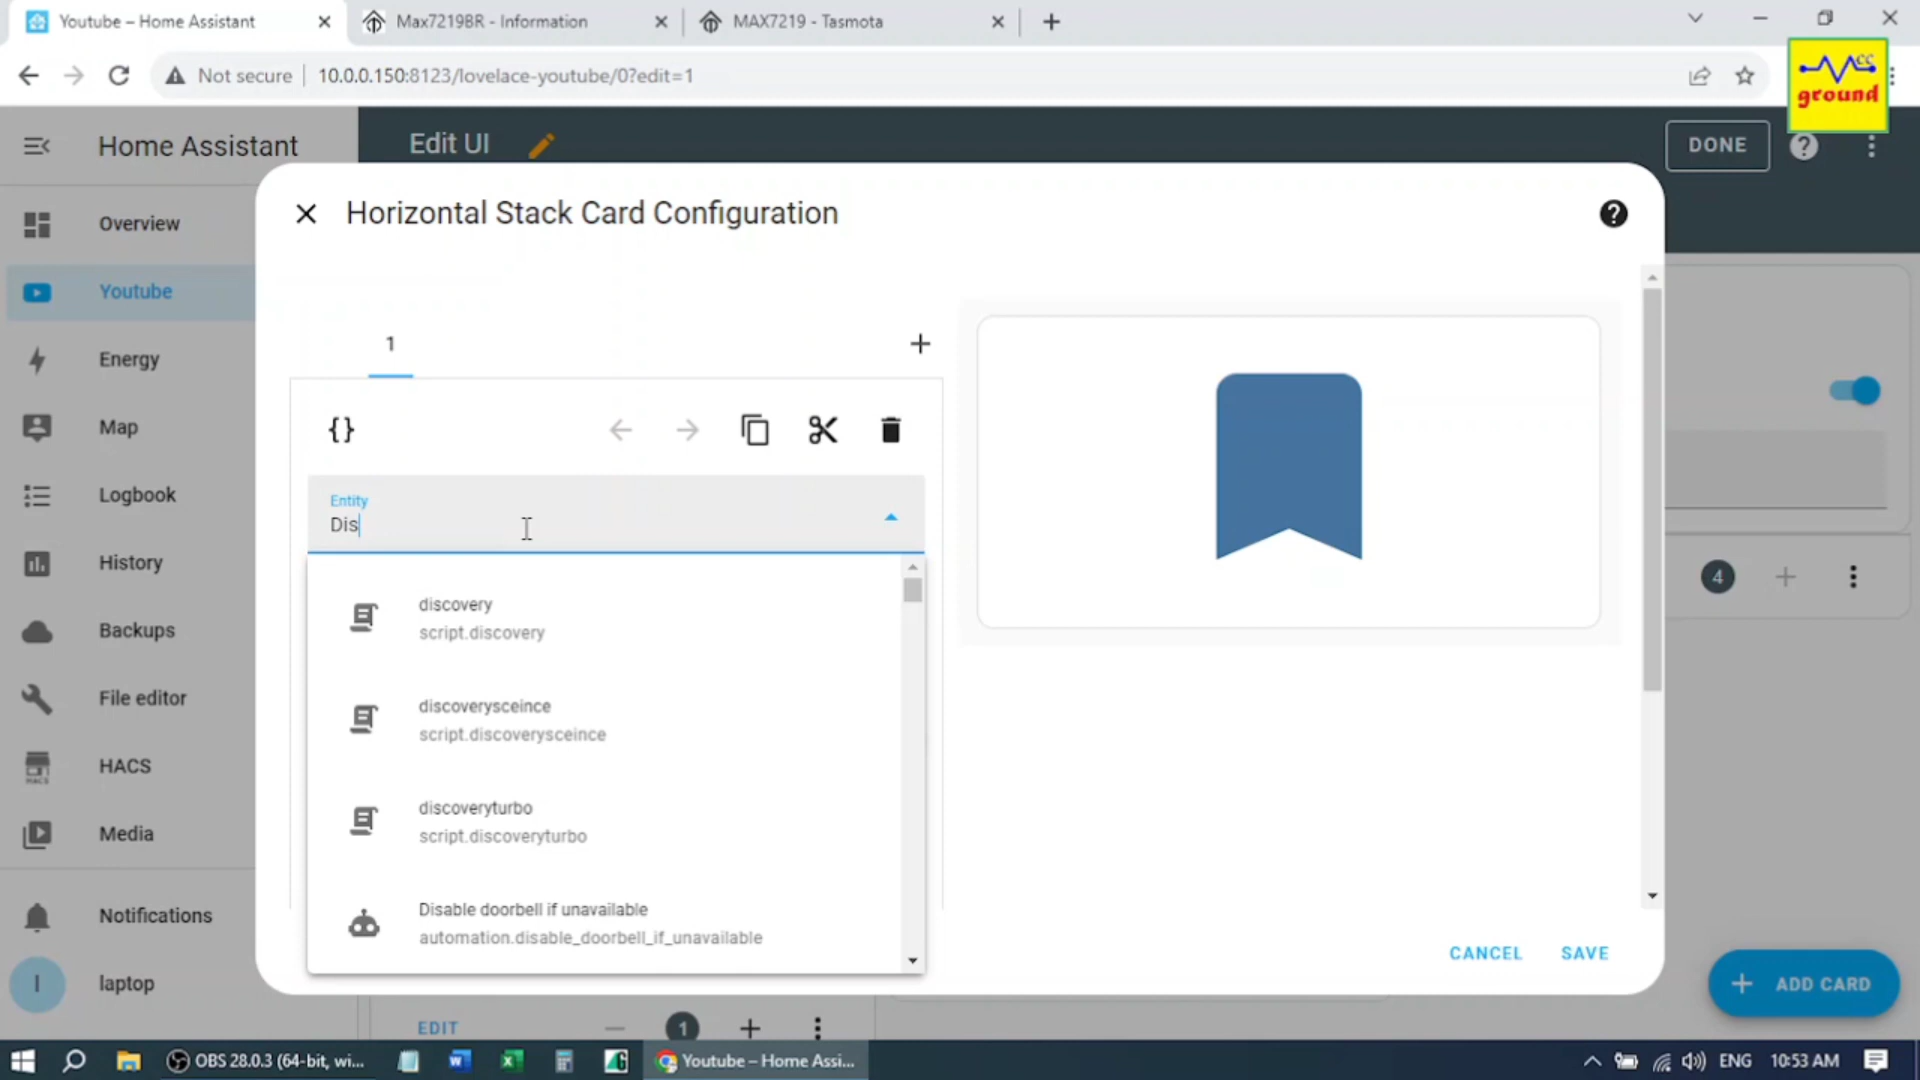 Youtube – Home Assistant
Max7219BR - Information
MAX7219 - Tasmota
Not secure
10.0.0.150:8123/lovelace-youtube/0?edit=1
cc
ground
Home Assistant
Edit UI
DONE
Horizontal Stack Card Configuration
Overview
Youtube
Energy
Map
Logbook
History
Backups
File editor
HACS
HACS
Media
Notifications
l
laptop
1
{}
Entity
Dis
discovery
script.discovery
discoverysceince
script.discoverysceince
discoveryturbo
script.discoveryturbo
Disable doorbell if unavailable
automation.disable_doorbell_if_unavailable
4
CANCEL
SAVE
ADD CARD
EDIT
1
OBS 28.0.3 (64-bit, wi...
Youtube – Home Assi...
ENG
10:53 AM